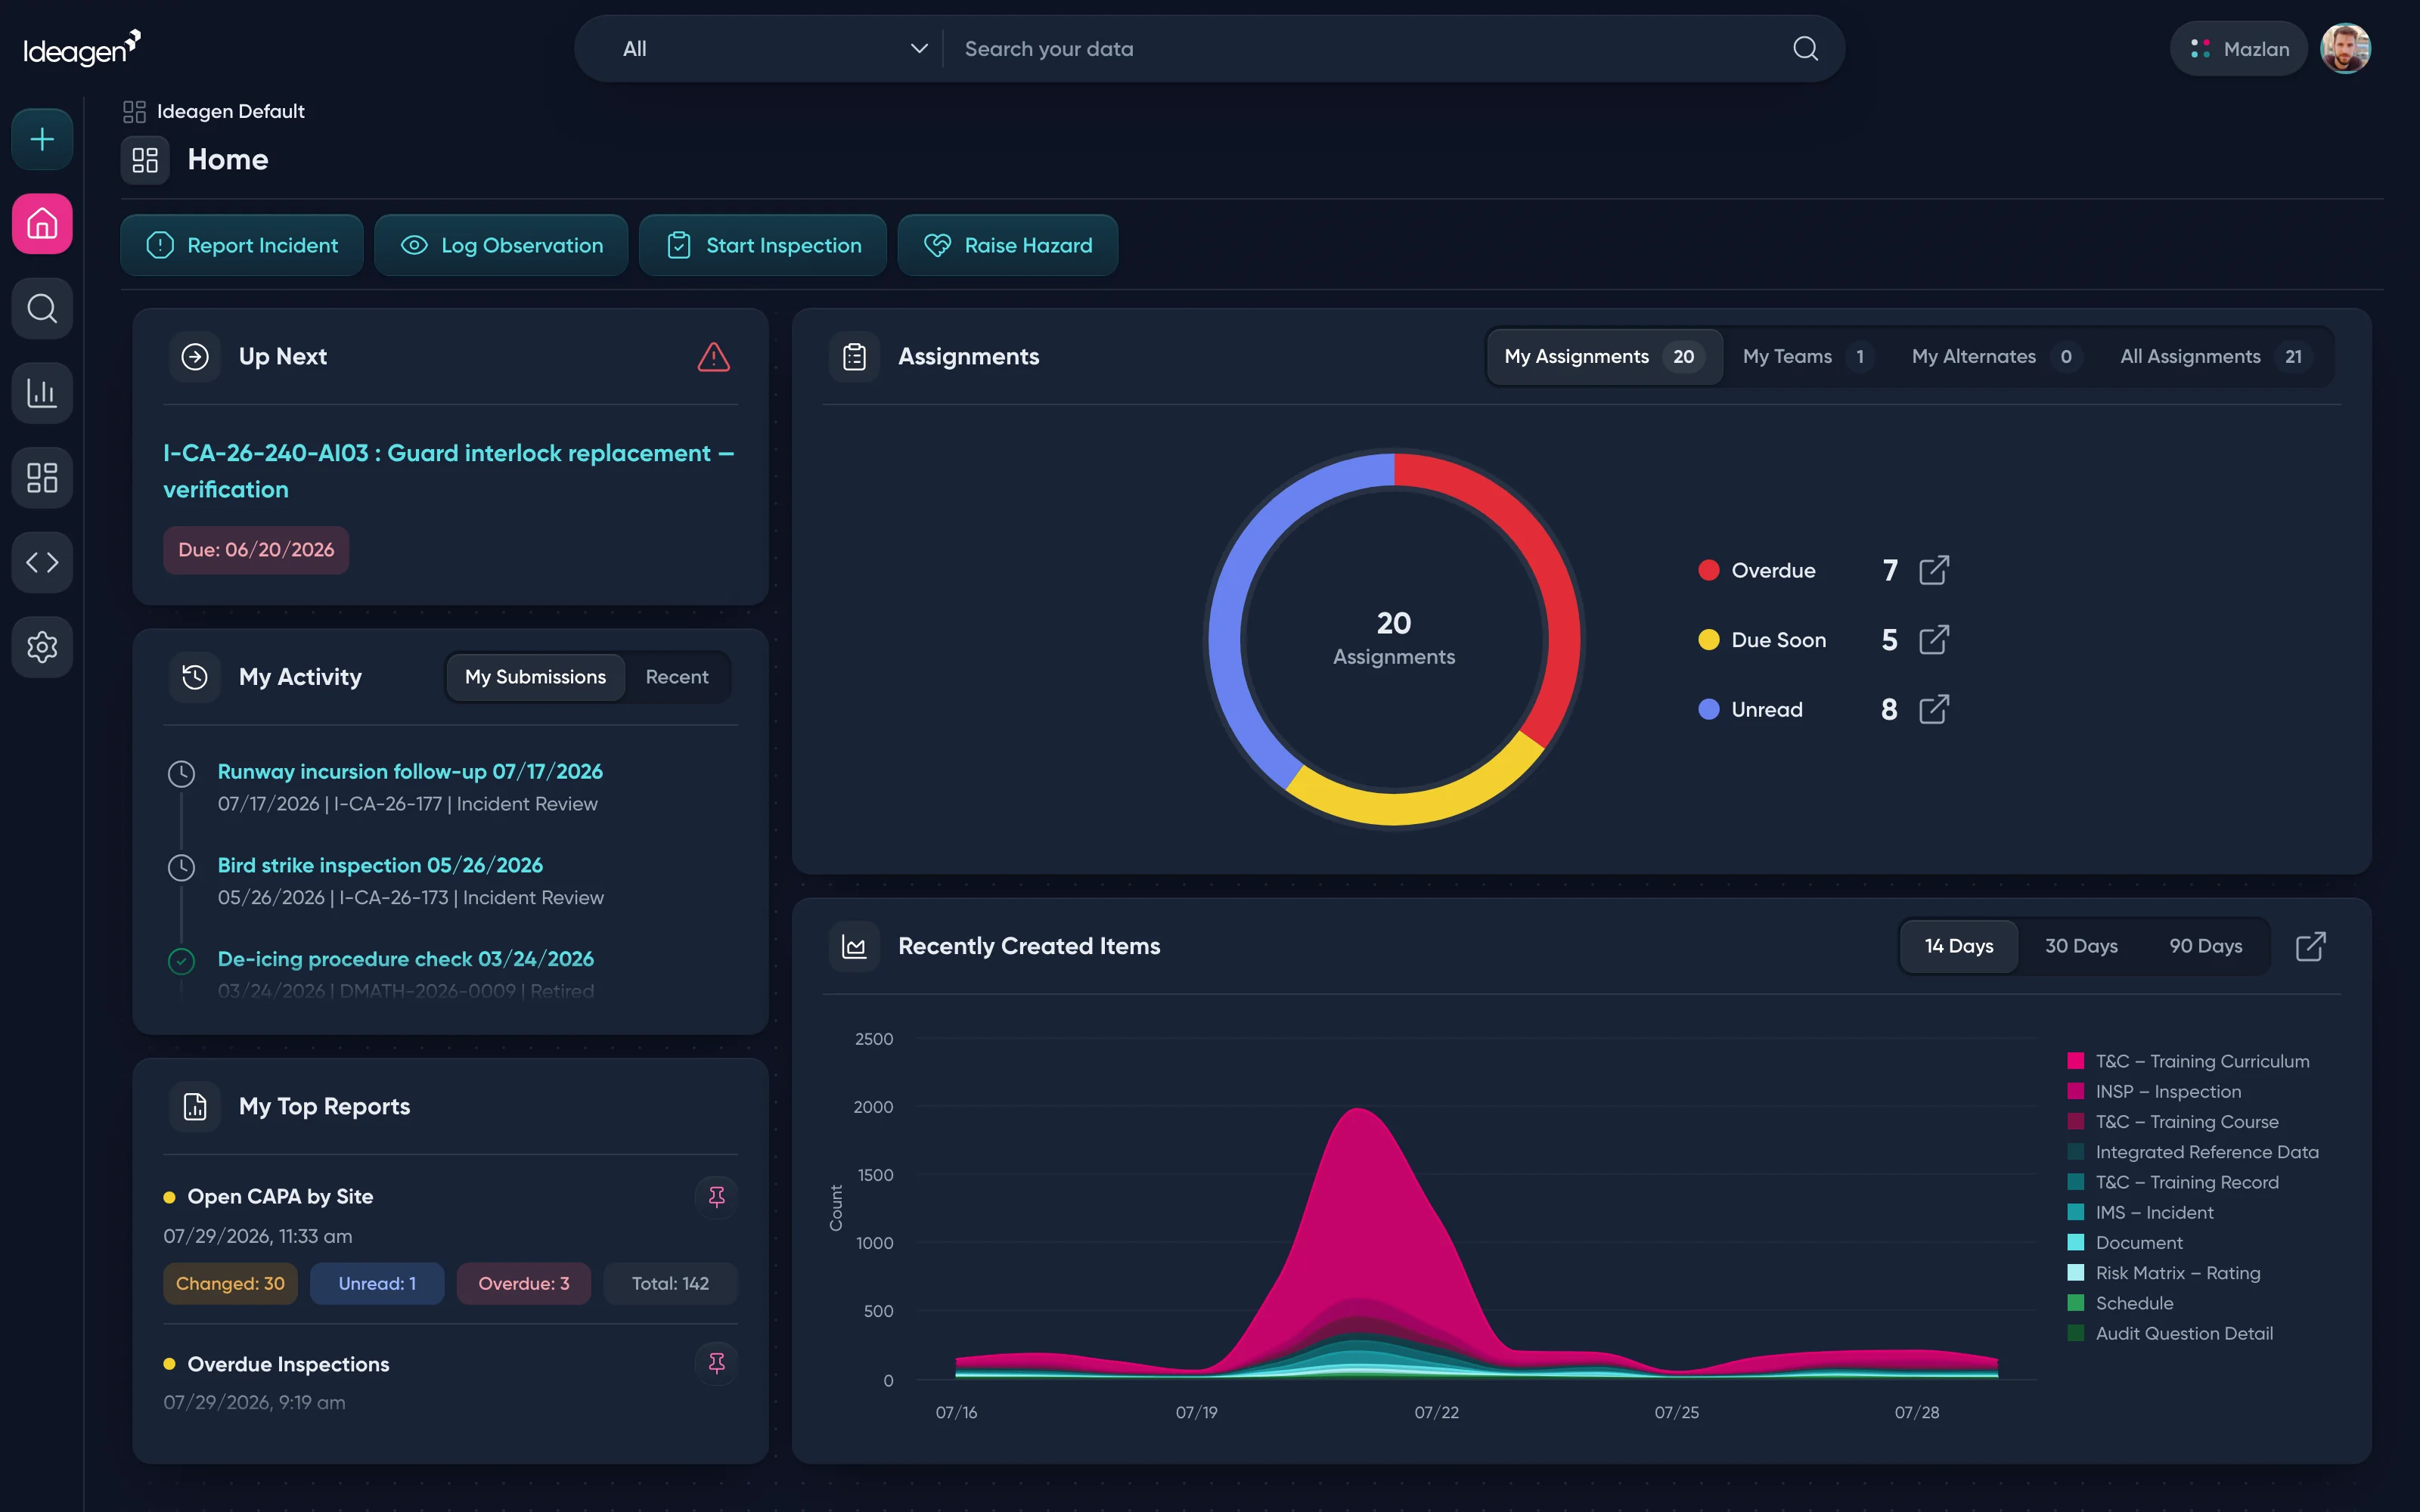 Ideagen
All
Search your data
Mazlan
Ideagen Default
Home
Report Incident
Log Observation
Start Inspection
Raise Hazard
Up Next
I-CA-26-240-AI03 : Guard interlock replacement –
verification
Due: 06/20/2026
My Activity
My Submissions
Recent
Runway incursion follow-up 07/17/2026
07/17/2026 | I-CA-26-177 | Incident Review
Bird strike inspection 05/26/2026
05/26/2026 | I-CA-26-173 | Incident Review
De-icing procedure check 03/24/2026
03/24/2026 | DMATH-2026-0009 | Retired
My Top Reports
Open CAPA by Site
07/29/2026, 11:33 am
Changed: 30
Unread: 1
Overdue: 3
Total: 142
Overdue Inspections
07/29/2026, 9:19 am
Assignments
My Assignments 20
My Teams 1
My Alternates 0
All Assignments 21
20
Assignments
Overdue 7
Due Soon 5
Unread 8
Recently Created Items
14 Days
30 Days
90 Days
2500
2000
1500
1000
500
0
Count
07/16
07/19
07/22
07/25
07/28
T&C – Training Curriculum
INSP – Inspection
T&C – Training Course
Integrated Reference Data
T&C – Training Record
IMS – Incident
Document
Risk Matrix – Rating
Schedule
Audit Question Detail